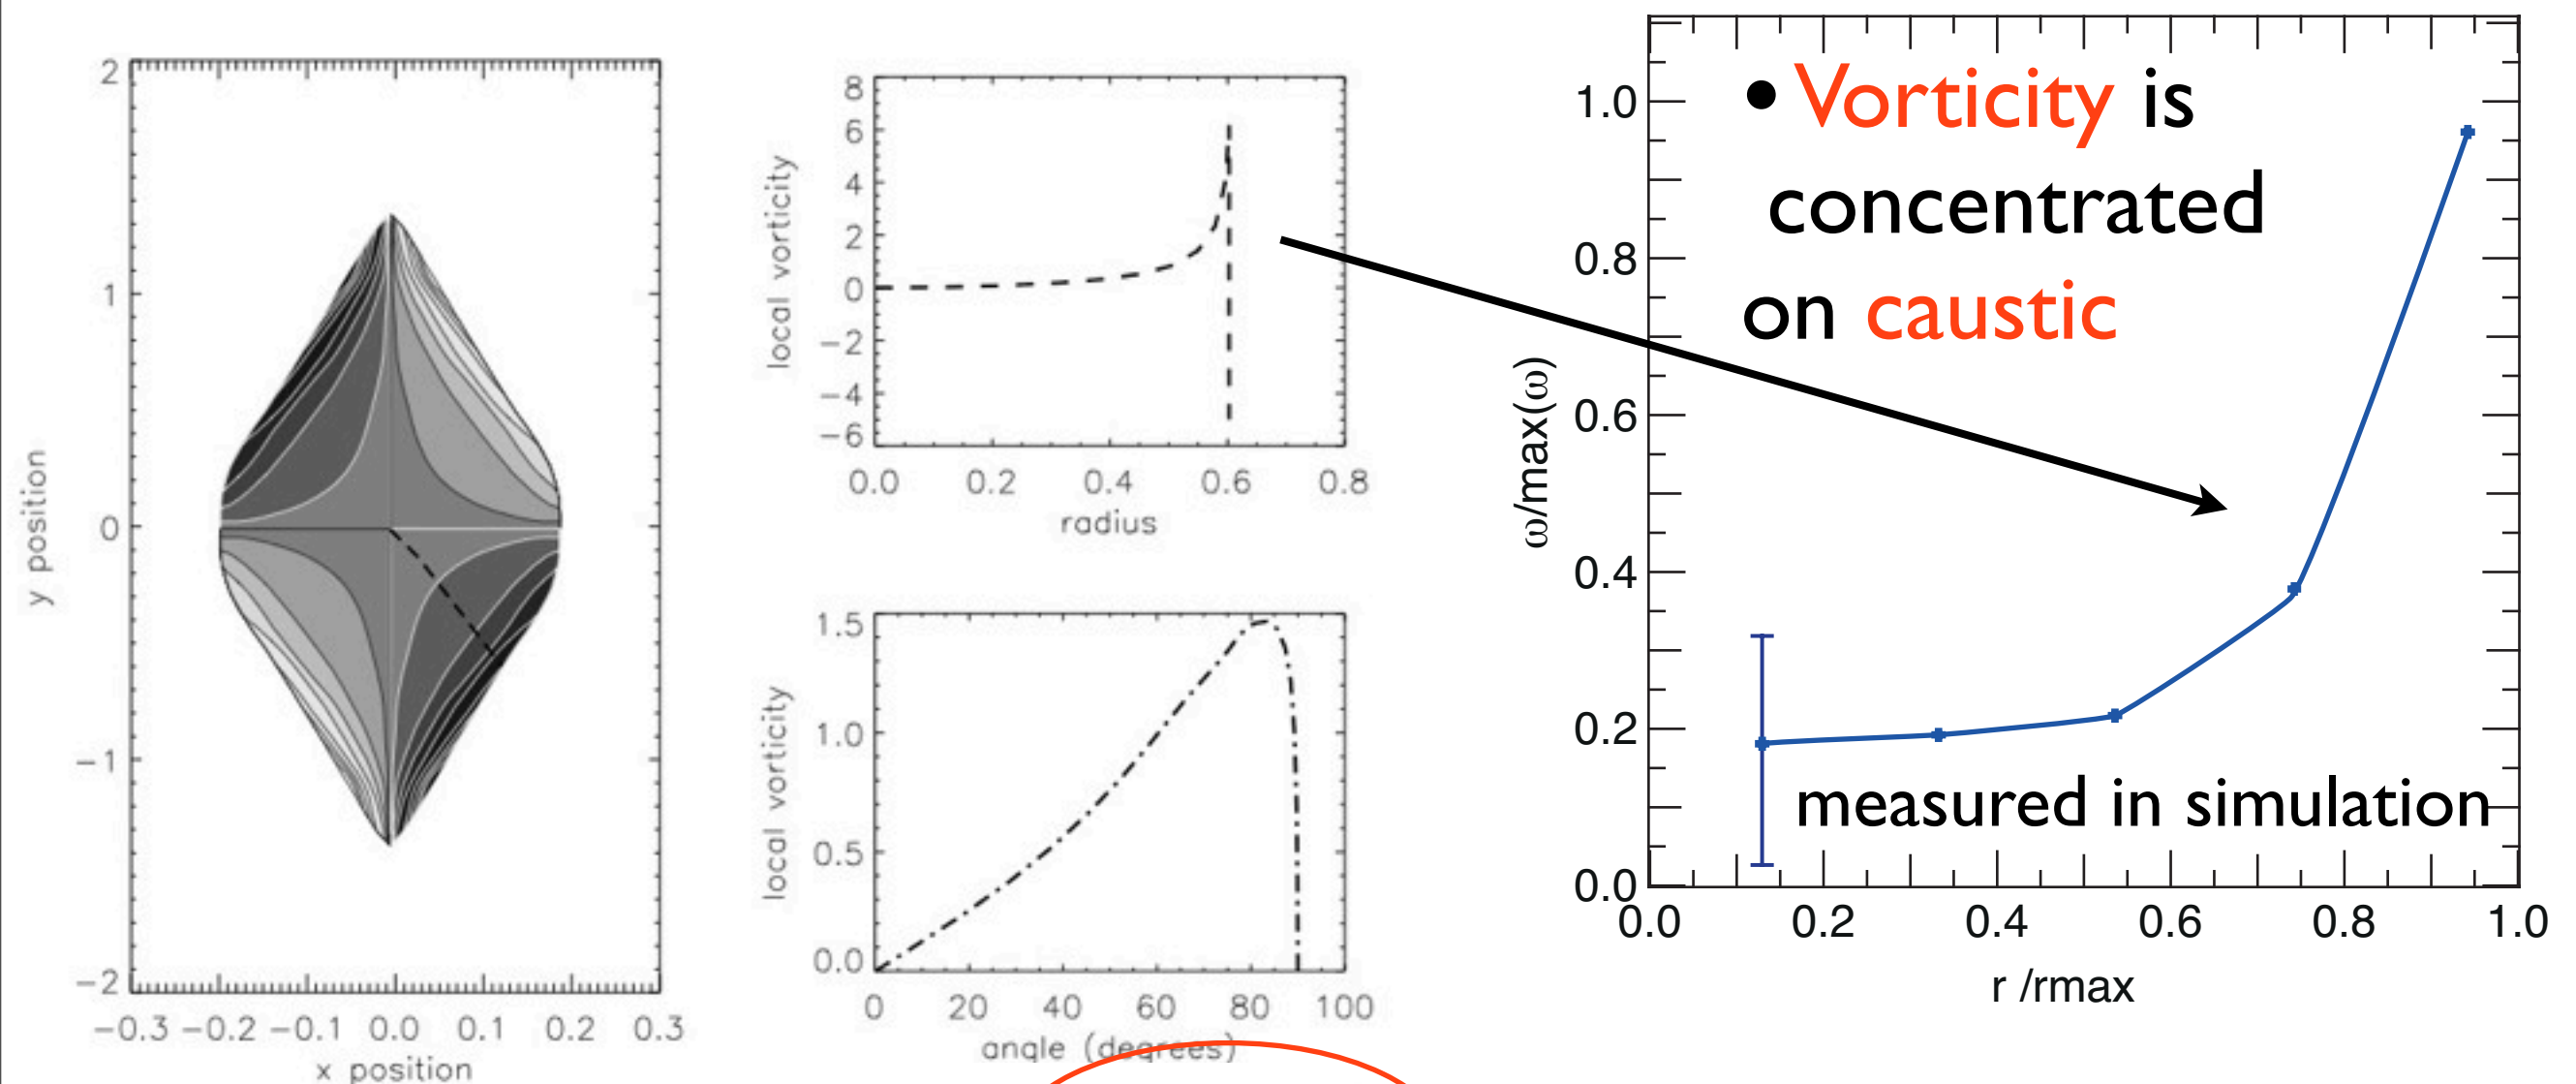 2
1
0
−1
−2
y position
−0.3 −0.2 −0.1 0.0 0.1 0.2 0.3
x position
8
6
4
2
0
−2
−4
−6
local vorticity
0.0 0.2 0.4 0.6 0.8
radius
1.5
1.0
0.5
0.0
local vorticity
0 20 40 60 80 100
angle (degrees)
• Vorticity is
concentrated
on caustic
1.0
0.8
0.6
0.4
0.2
0.0
ω/max(ω)
measured in simulation
0.0 0.2 0.4 0.6 0.8 1.0
r /rmax